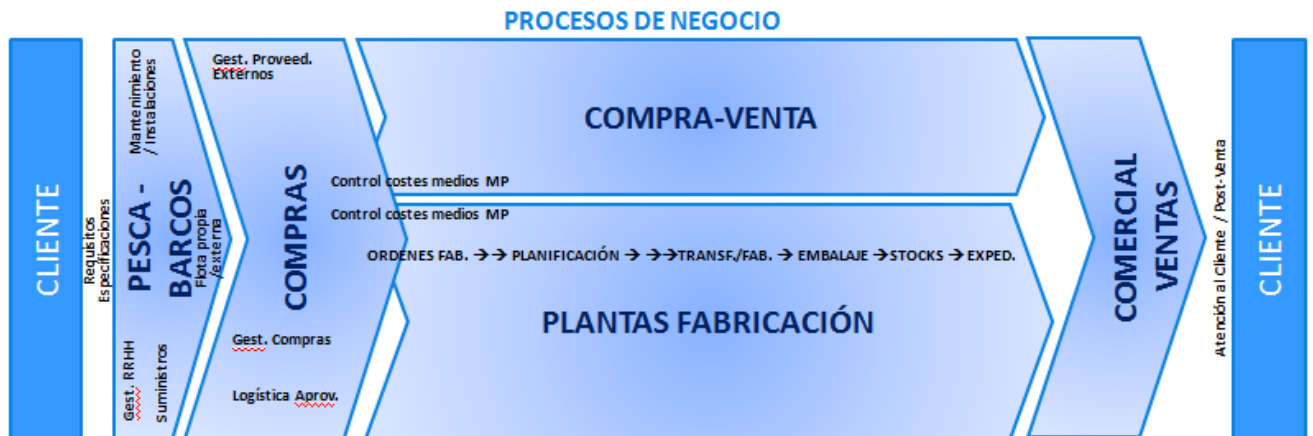 PROCESOS DE NEGOCIO
CLIENTE
Requisitos
Especificaciones
Mantenimiento
/ Instalaciones
PESCA -
BARCOS
Flota propia
/externa
Gest. RRHH
Suministros
Gest. Proveed.
Externos
COMPRAS
Gest. Compras
Logística Aprov.
COMPRA-VENTA
Control costes medios MP
Control costes medios MP
ORDENES FAB. →→ PLANIFICACIÓN → →→TRANSF./FAB. → EMBALAJE →STOCKS → EXPED.
PLANTAS FABRICACIÓN
COMERCIAL
VENTAS
Atención al Cliente / Post-Venta
CLIENTE